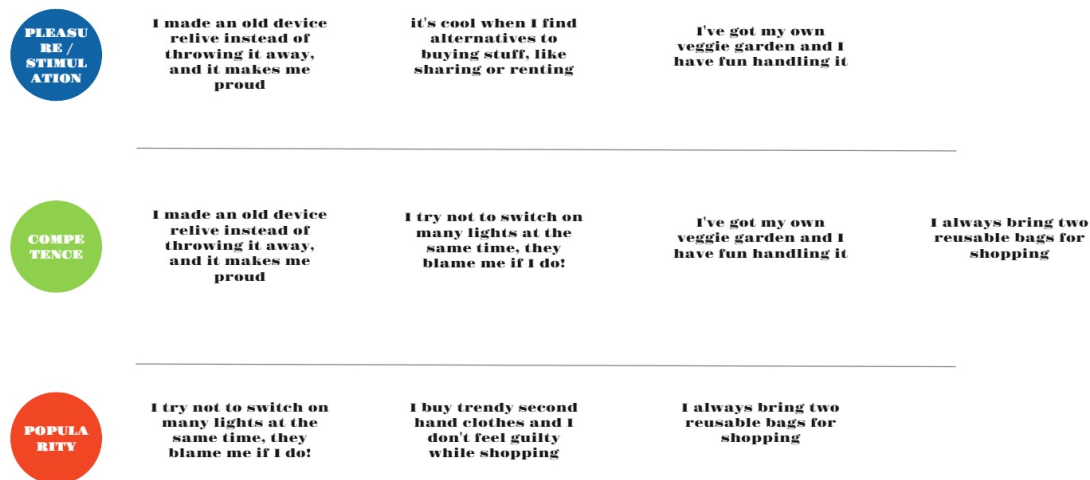 PLEASU
RE /
STIMUL
ATION
I made an old device
relive instead of
throwing it away,
and it makes me
proud
it's cool when I find
alternatives to
buying stuff, like
sharing or renting
I've got my own
veggie garden and I
have fun handling it
COMPE
TENCE
I made an old device
relive instead of
throwing it away,
and it makes me
proud
I try not to switch on
many lights at the
same time, they
blame me if I do!
I've got my own
veggie garden and I
have fun handling it
I always bring two
reusable bags for
shopping
POPULA
RITY
I try not to switch on
many lights at the
same time, they
blame me if I do!
I buy trendy second
hand clothes and I
don't feel guilty
while shopping
I always bring two
reusable bags for
shopping